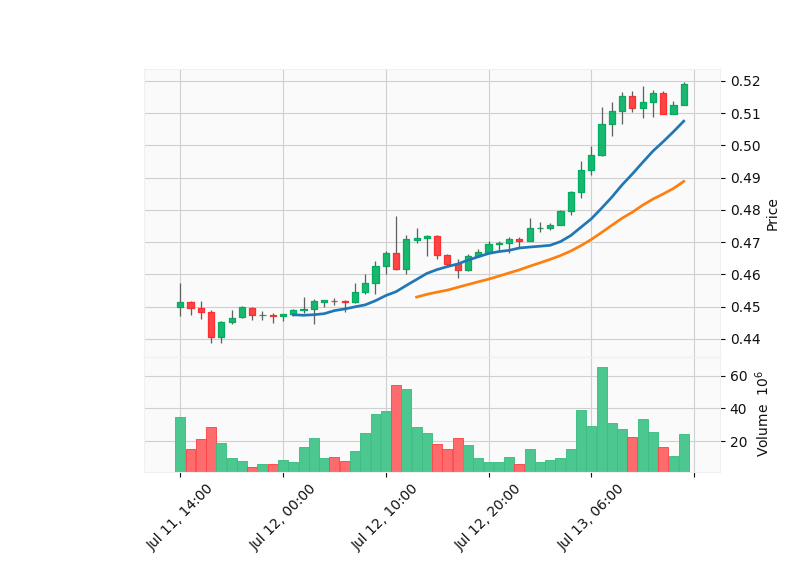 0.52
0.51
0.50
0.49
0.48
0.47
0.46
0.45
0.44
Price
60
40
20
Volume 10⁶
Jul 11, 14:00
Jul 12, 00:00
Jul 12, 10:00
Jul 12, 20:00
Jul 13, 06:00